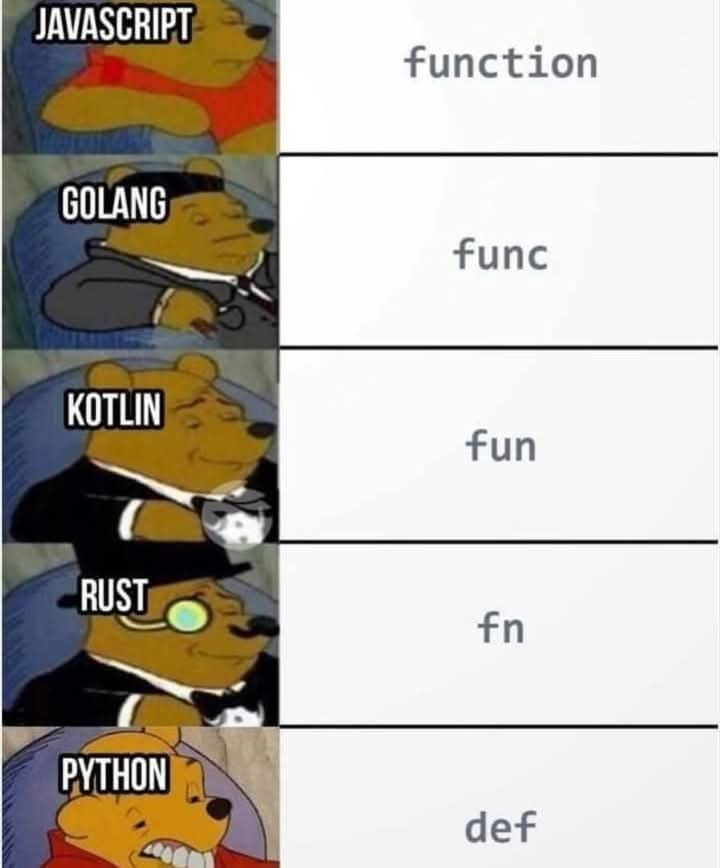 JAVASCRIPT
function
GOLANG
func
KOTLIN
fun
RUST
fn
PYTHON
def